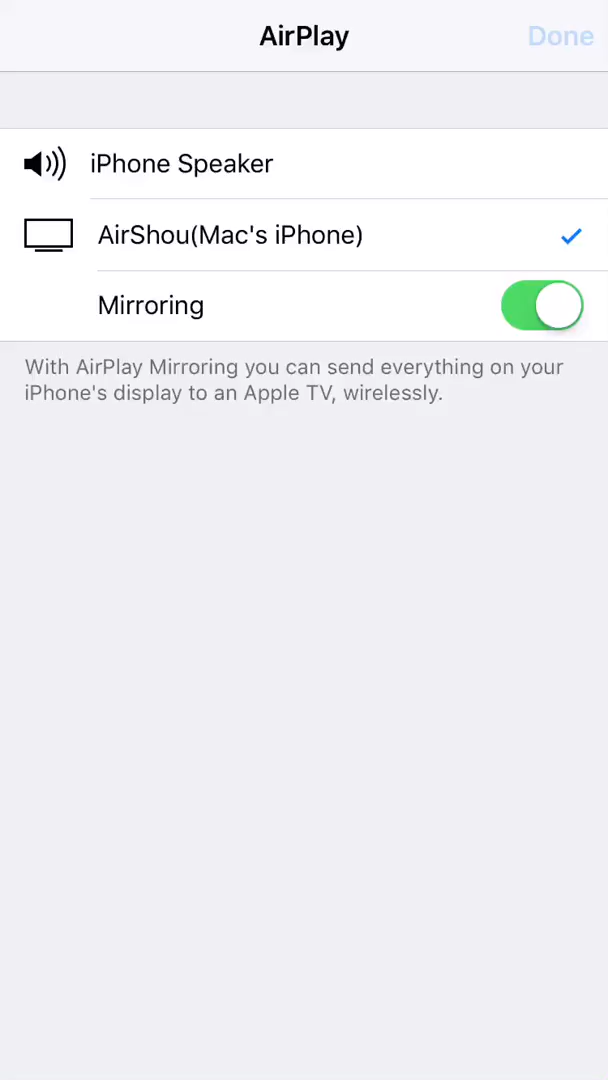 AirPlay
Done
iPhone Speaker
AirShou(Mac's iPhone)
Mirroring
With AirPlay Mirroring you can send everything on your
iPhone's display to an Apple TV, wirelessly.